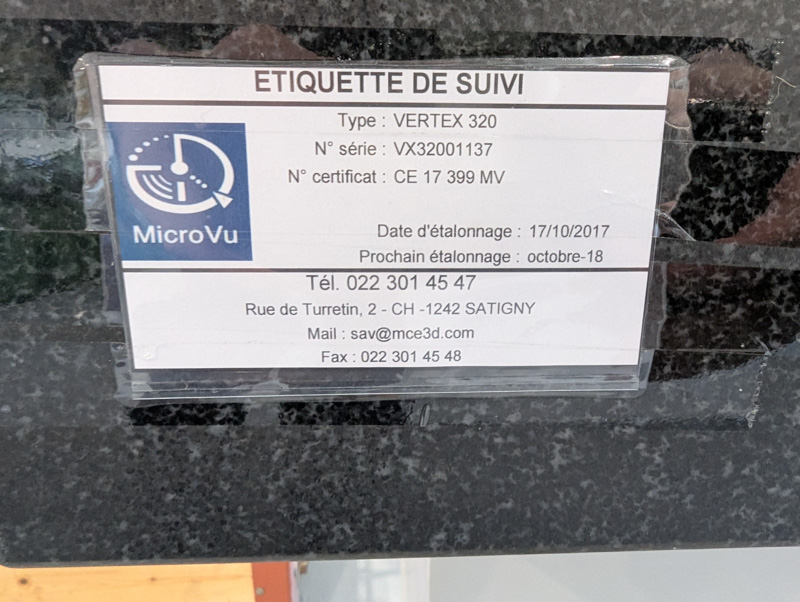 ETIQUETTE DE SUIVI
Type : VERTEX 320
N° série : VX32001137
N° certificat : CE 17 399 MV
MicroVu
Date d'étalonnage : 17/10/2017
Prochain étalonnage : octobre-18
Tél. 022 301 45 47
Rue de Turretin, 2 - CH -1242 SATIGNY
Mail : sav@mce3d.com
Fax : 022 301 45 48